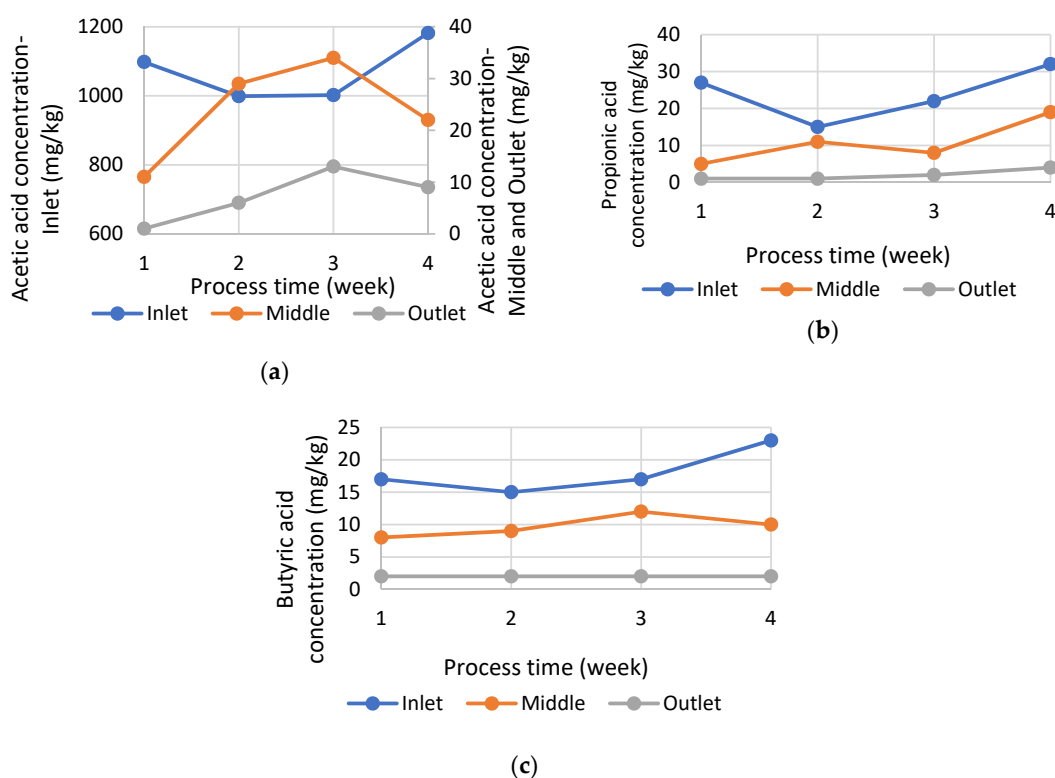 Acetic acid concentration-
Inlet (mg/kg)
1200
1000
800
600
40
30
20
10
0
Acetic acid concentration-
Middle and Outlet (mg/kg)
1 2 3 4
Process time (week)
Inlet Middle Outlet
(a)
Propionic acid
concentration (mg/kg)
40
30
20
10
0
1 2 3 4
Process time (week)
Inlet Middle Outlet
(b)
Butyric acid
concentration (mg/kg)
25
20
15
10
5
0
1 2 3 4
Process time (week)
Inlet Middle Outlet
(c)